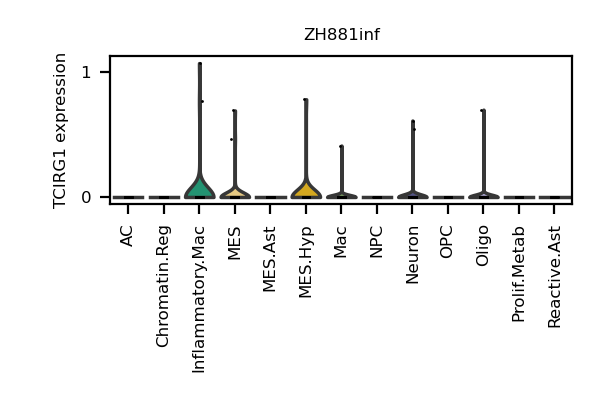 ZH881inf
TCIRG1 expression
1
0
AC
Chromatin.Reg
Inflammatory.Mac
MES
MES.Ast
MES.Hyp
Mac
NPC
Neuron
OPC
Oligo
Prolif.Metab
Reactive.Ast